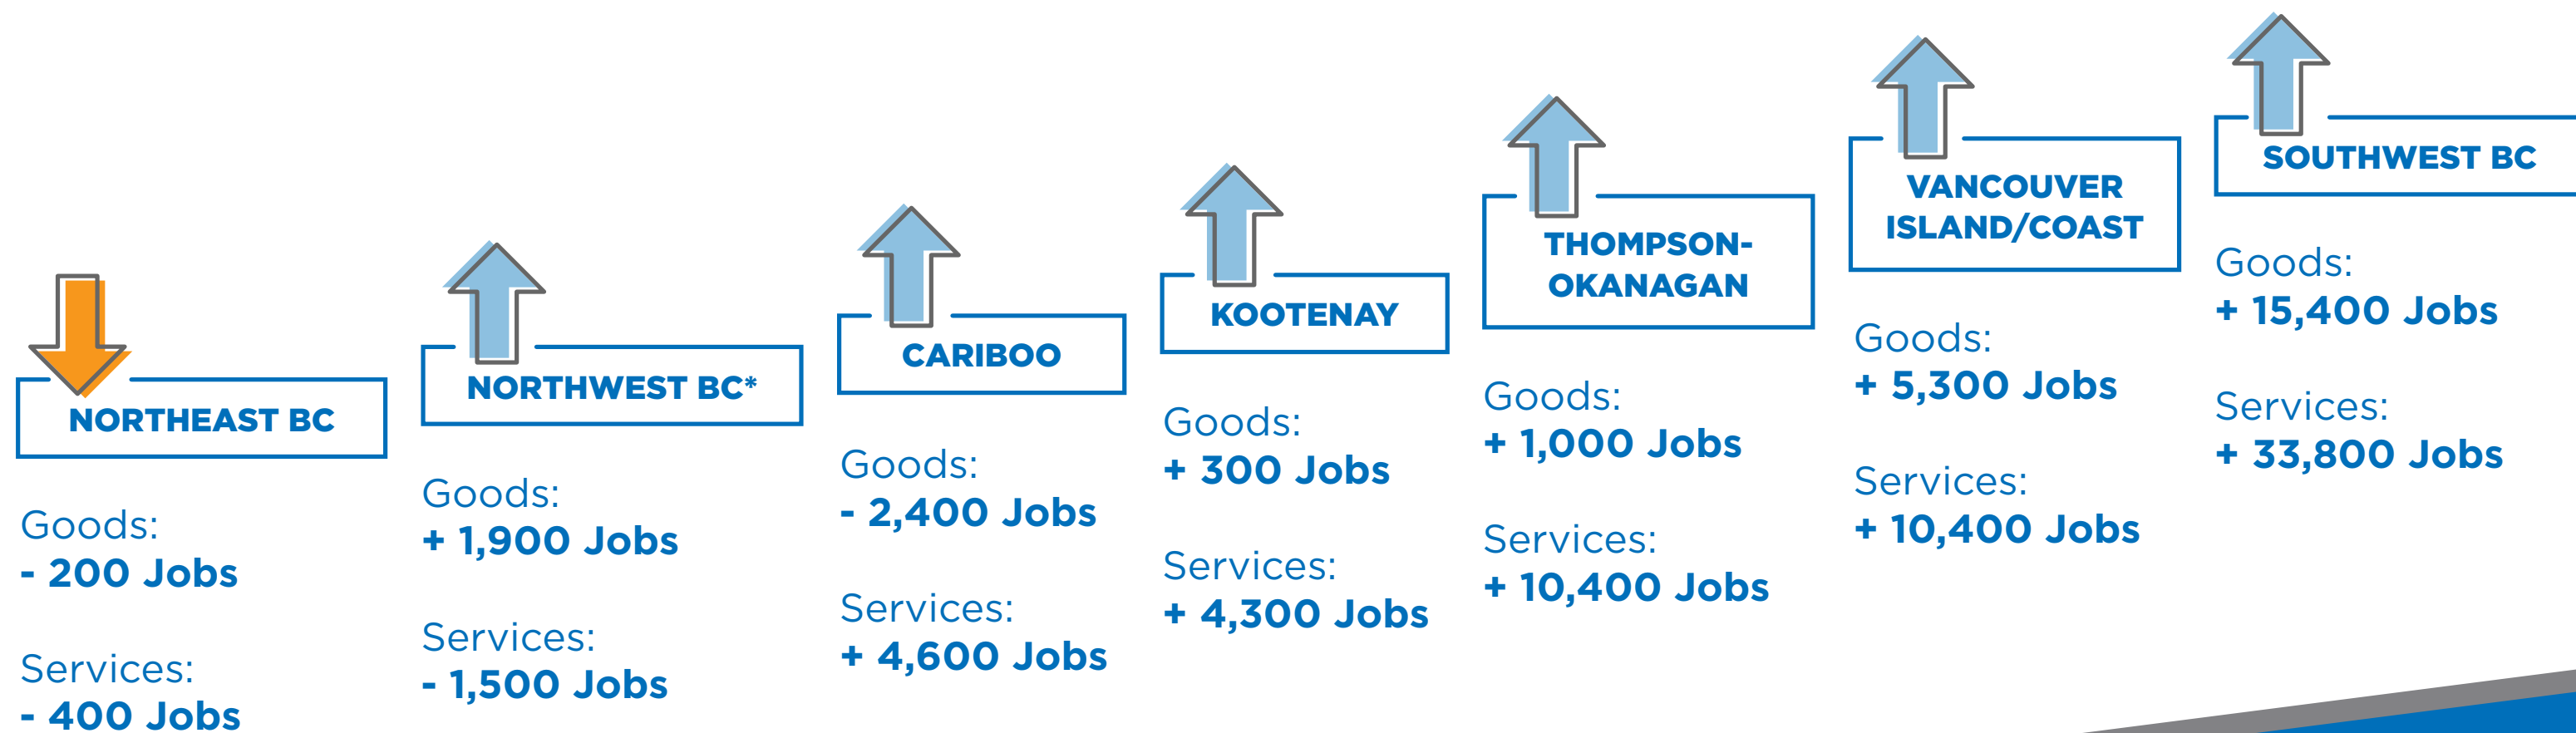 NORTHEAST BC
Goods:
- 200 Jobs
Services:
- 400 Jobs
NORTHWEST BC*
Goods:
+ 1,900 Jobs
Services:
- 1,500 Jobs
CARIBOO
Goods:
- 2,400 Jobs
Services:
+ 4,600 Jobs
KOOTENAY
Goods:
+ 300 Jobs
Services:
+ 4,300 Jobs
THOMPSON-
OKANAGAN
Goods:
+ 1,000 Jobs
Services:
+ 10,400 Jobs
VANCOUVER
ISLAND/COAST
Goods:
+ 5,300 Jobs
Services:
+ 10,400 Jobs
SOUTHWEST BC
Goods:
+ 15,400 Jobs
Services:
+ 33,800 Jobs